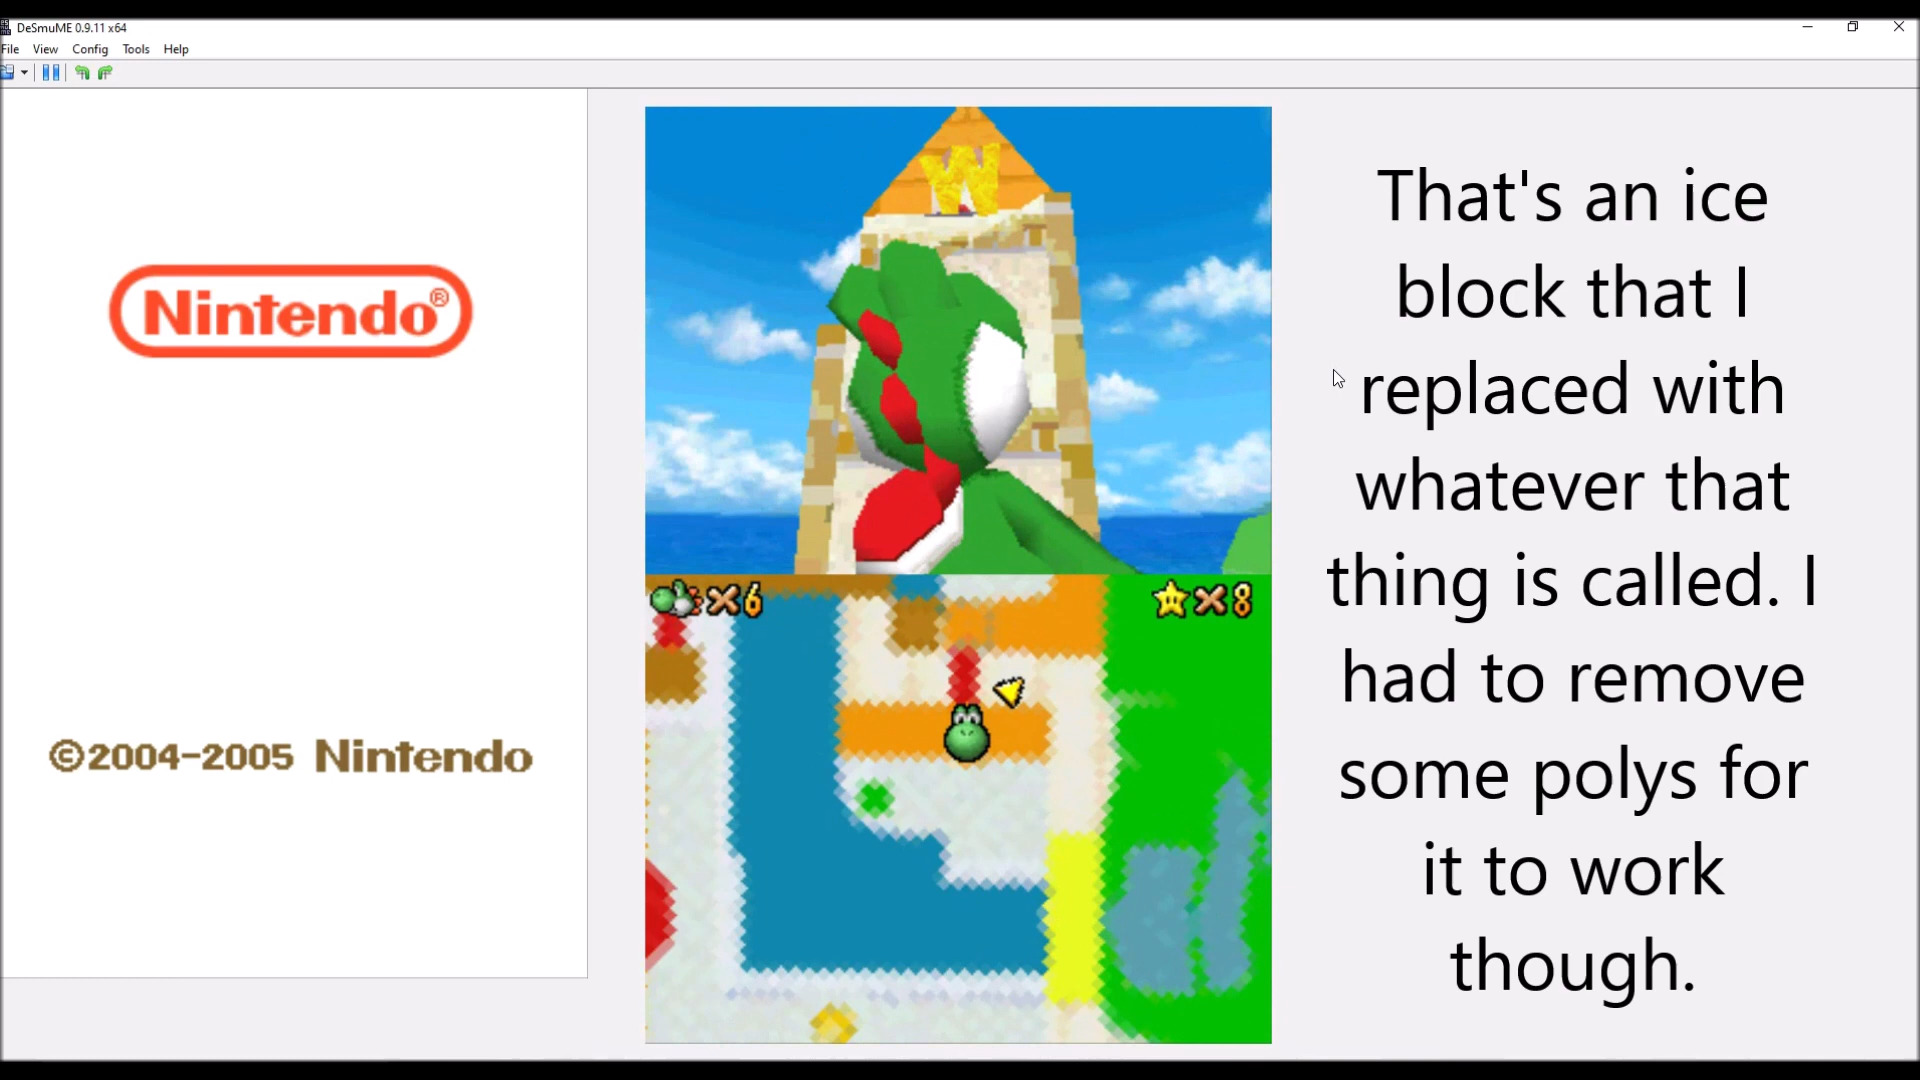 DeSmuME 0.9.11 x64
File View Config Tools Help
Nintendo®
©2004-2005 Nintendo
W
×6
×8
That's an ice
block that I
replaced with
whatever that
thing is called. I
had to remove
some polys for
it to work
though.